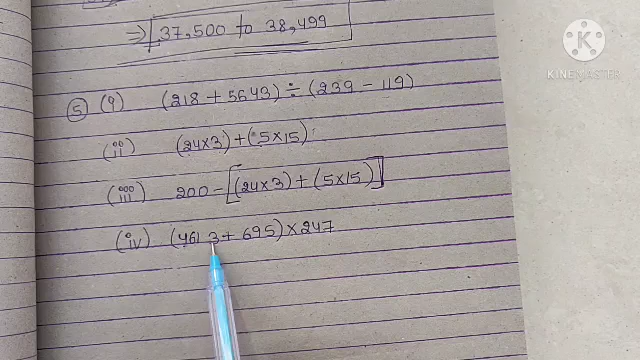 ⇒ 37,500 to 38,499
KINEMASTER
5 (i) (218 + 5643) ÷ (239 - 119)
(ii) (24×3) + (5×15)
(iii) 200 - [(24×3) + (5×15)]
(iv) (4613 + 695) × 247